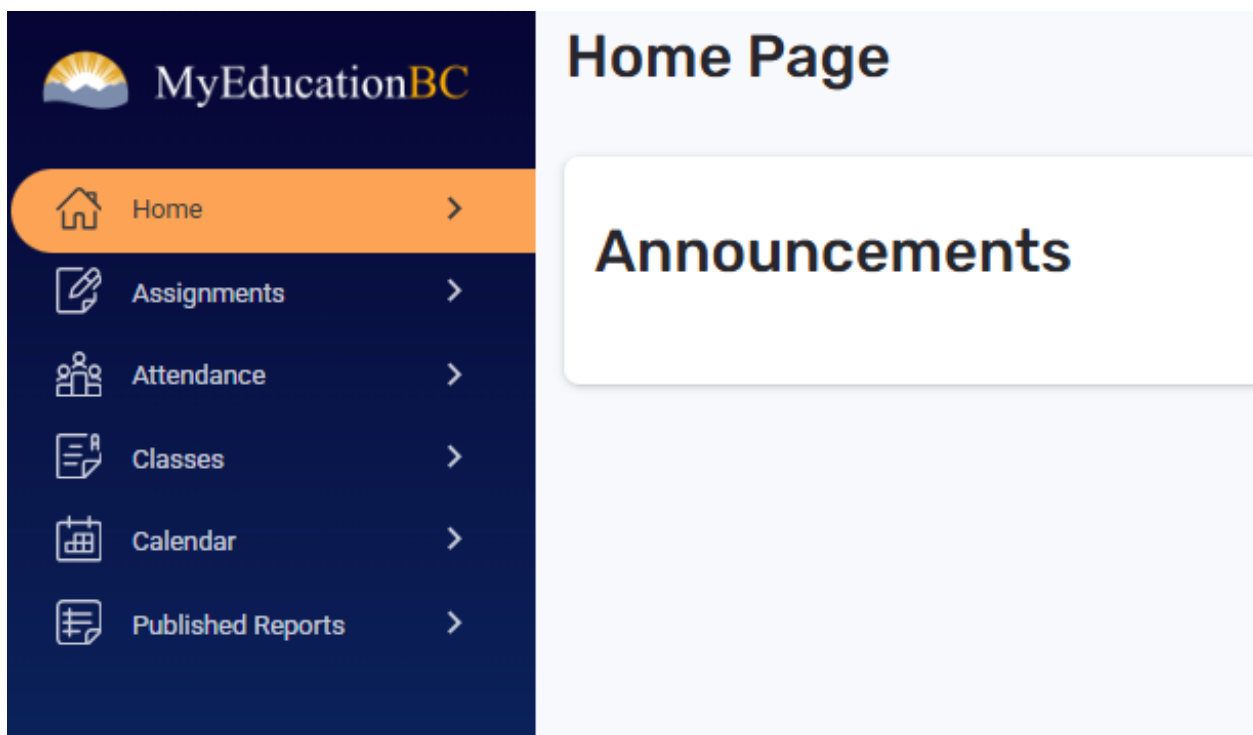 MyEducationBC
Home
Assignments
Attendance
Classes
Calendar
Published Reports
Home Page
Announcements